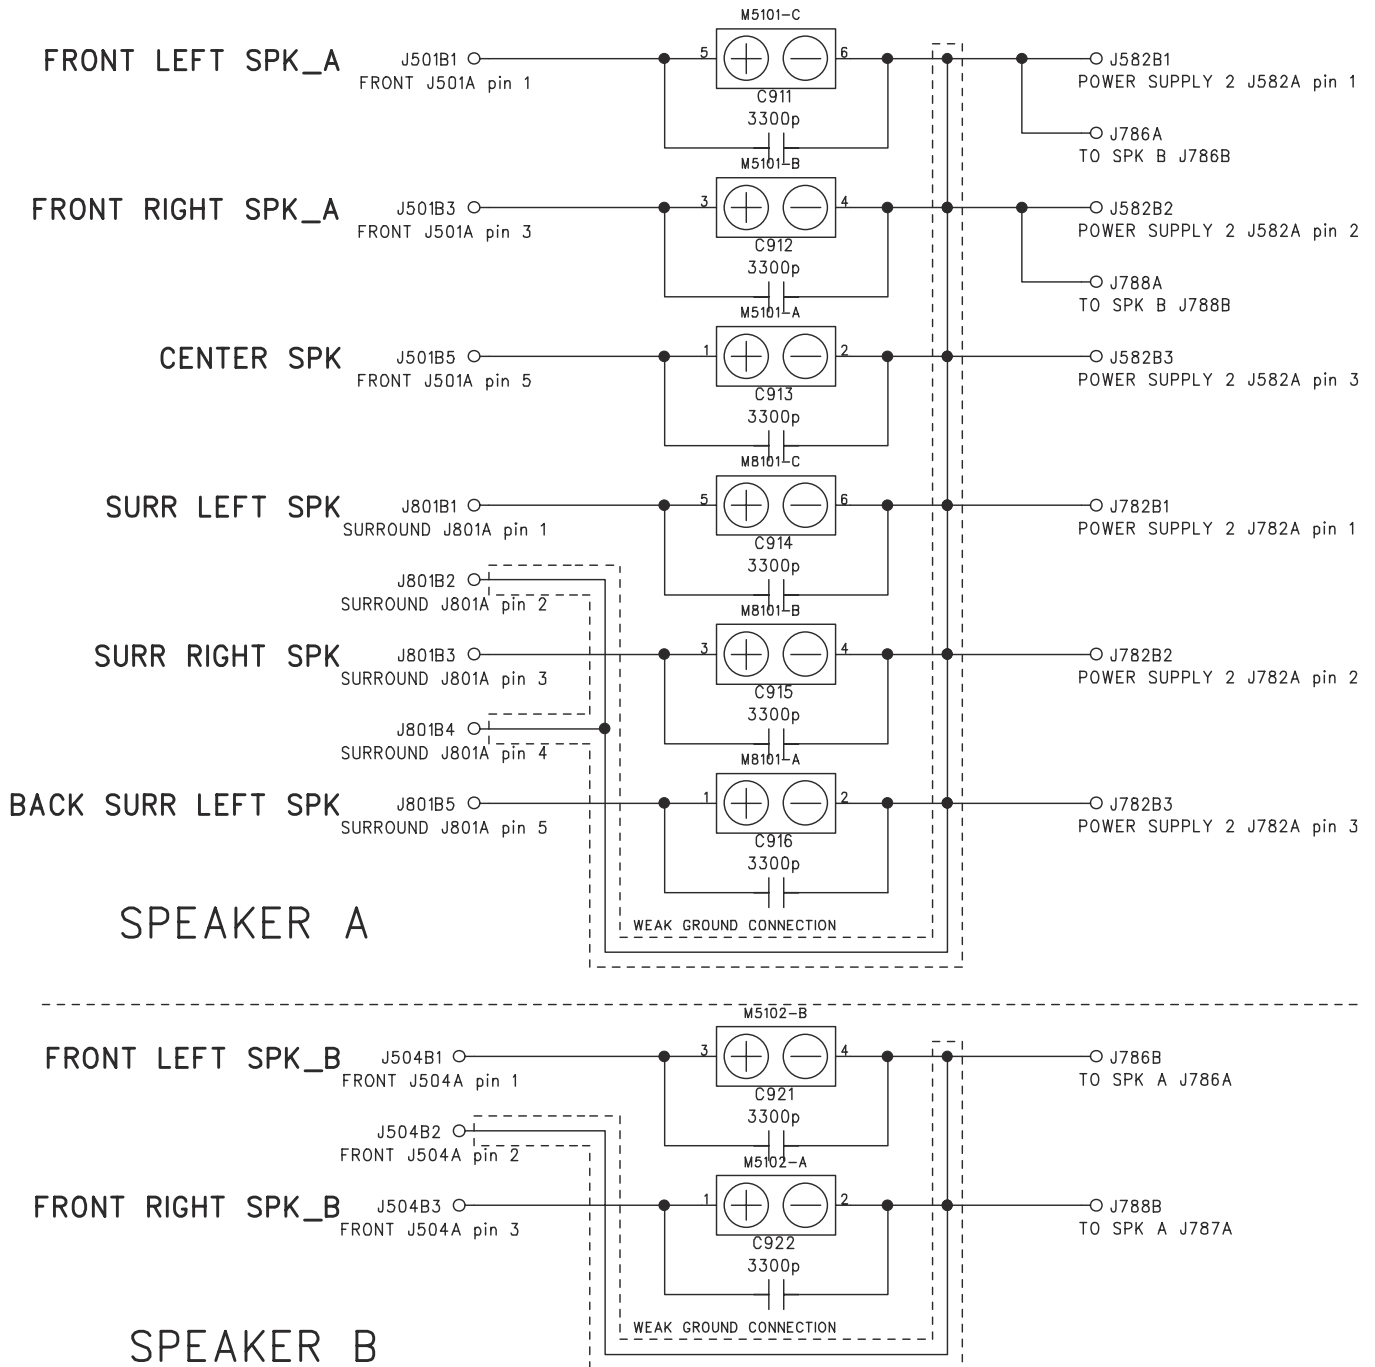 M5101-C
FRONT LEFT SPK_A J501B1 5 6 J582B1
FRONT J501A pin 1 POWER SUPPLY 2 J582A pin 1
C911
3300p
J786A
TO SPK B J786B
M5101-B
FRONT RIGHT SPK_A J501B3 3 4 J582B2
FRONT J501A pin 3 POWER SUPPLY 2 J582A pin 2
C912
3300p
J788A
TO SPK B J788B
M5101-A
CENTER SPK J501B5 1 2 J582B3
FRONT J501A pin 5 POWER SUPPLY 2 J582A pin 3
C913
3300p
M8101-C
SURR LEFT SPK J801B1 5 6 J782B1
SURROUND J801A pin 1 POWER SUPPLY 2 J782A pin 1
C914
3300p
J801B2
SURROUND J801A pin 2
M8101-B
SURR RIGHT SPK J801B3 3 4 J782B2
SURROUND J801A pin 3 POWER SUPPLY 2 J782A pin 2
C915
3300p
J801B4
SURROUND J801A pin 4
M8101-A
BACK SURR LEFT SPK J801B5 1 2 J782B3
SURROUND J801A pin 5 POWER SUPPLY 2 J782A pin 3
C916
3300p
SPEAKER A
WEAK GROUND CONNECTION
M5102-B
FRONT LEFT SPK_B J504B1 3 4 J786B
FRONT J504A pin 1 TO SPK A J786A
C921
3300p
J504B2
FRONT J504A pin 2
M5102-A
FRONT RIGHT SPK_B J504B3 1 2 J788B
FRONT J504A pin 3 TO SPK A J787A
C922
3300p
WEAK GROUND CONNECTION
SPEAKER B